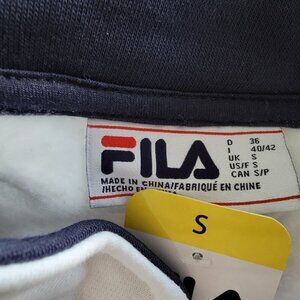 FILA
D 36
I 40/42
UK S
US/F S
CAN S/P
MADE IN CHINA/FABRIQUÉ EN CHINE
/HECHO EN
S